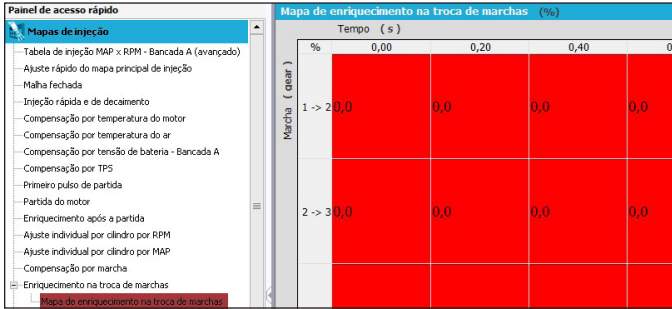 Painel de acesso rápido
Mapas de injeção
Tabela de injeção MAP x RPM - Bancada A (avançado)
Ajuste rápido do mapa principal de injeção
Malha fechada
Injeção rápida e de decaimento
Compensação por temperatura do motor
Compensação por temperatura do ar
Compensação por tensão de bateria - Bancada A
Compensação por TPS
Primeiro pulso de partida
Partida do motor
Enriquecimento após a partida
Ajuste individual por cilindro por RPM
Ajuste individual por cilindro por MAP
Compensação por marcha
Enriquecimento na troca de marchas
Mapa de enriquecimento na troca de marchas
Mapas de enriquecimento na troca de marchas (%)
Tempo ( s )
% 0,00 0,20 0,40 0
Marcha ( gear )
1 -> 2 0,0 0,0 0,0 0,0
2 -> 3 0,0 0,0 0,0 0,0